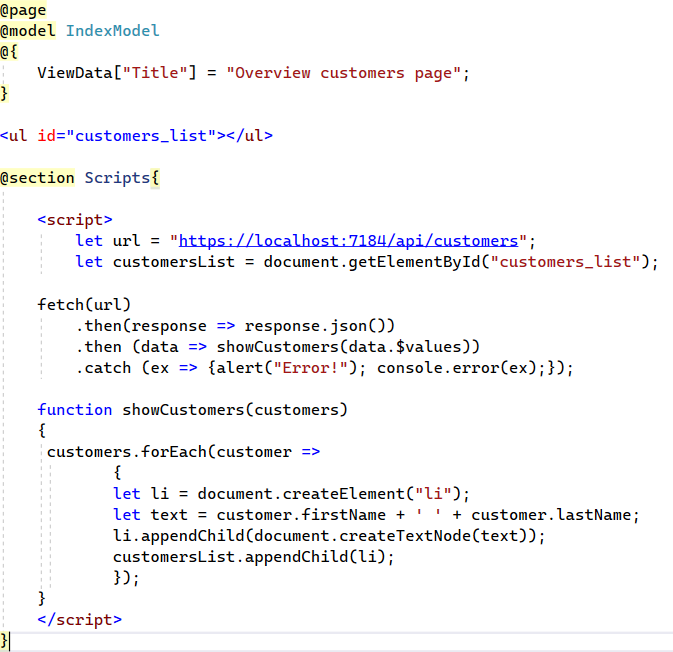 @page
@model IndexModel
@{
    ViewData["Title"] = "Overview customers page";
}

<ul id="customers_list"></ul>

@section Scripts{

    <script>
        let url = "https://localhost:7184/api/customers";
        let customersList = document.getElementById("customers_list");

    fetch(url)
        .then(response => response.json())
        .then (data => showCustomers(data.$values))
        .catch (ex => {alert("Error!"); console.error(ex);});

    function showCustomers(customers)
    {
     customers.forEach(customer =>
            {
            let li = document.createElement("li");
            let text = customer.firstName + ' ' + customer.lastName;
            li.appendChild(document.createTextNode(text));
            customersList.appendChild(li);
            });
    }
    </script>
}